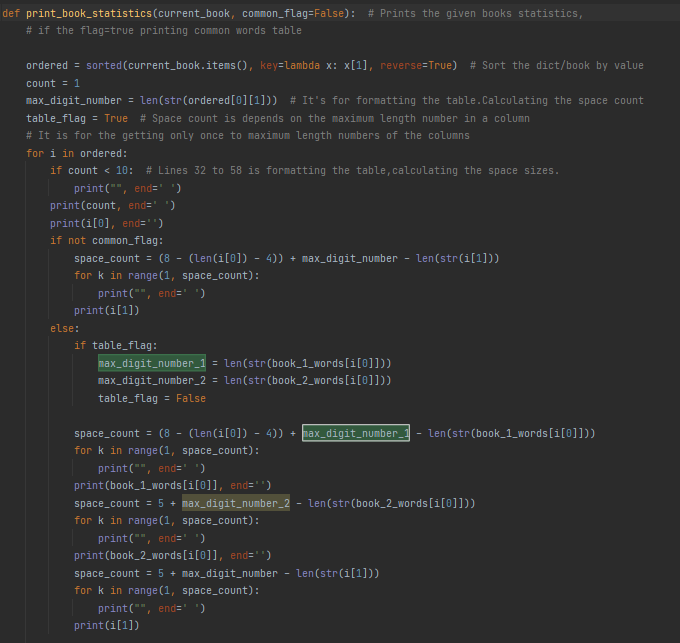 def print_book_statistics(current_book, common_flag=False):  # Prints the given books statistics,
    # if the flag=true printing common words table

    ordered = sorted(current_book.items(), key=lambda x: x[1], reverse=True)  # Sort the dict/book by value
    count = 1
    max_digit_number = len(str(ordered[0][1]))  # It's for formatting the table.Calculating the space count
    table_flag = True  # Space count is depends on the maximum length number in a column
    # It is for the getting only once to maximum length numbers of the columns
    for i in ordered:
        if count < 10:  # Lines 32 to 58 is formatting the table,calculating the space sizes.
            print("", end=' ')
        print(count, end=' ')
        print(i[0], end='')
        if not common_flag:
            space_count = (8 - (len(i[0]) - 4)) + max_digit_number - len(str(i[1]))
            for k in range(1, space_count):
                print("", end=' ')
            print(i[1])
        else:
            if table_flag:
                max_digit_number_1 = len(str(book_1_words[i[0]]))
                max_digit_number_2 = len(str(book_2_words[i[0]]))
                table_flag = False

            space_count = (8 - (len(i[0]) - 4)) + max_digit_number_1 - len(str(book_1_words[i[0]]))
            for k in range(1, space_count):
                print("", end=' ')
            print(book_1_words[i[0]], end='')
            space_count = 5 + max_digit_number_2 - len(str(book_2_words[i[0]]))
            for k in range(1, space_count):
                print("", end=' ')
            print(book_2_words[i[0]], end='')
            space_count = 5 + max_digit_number - len(str(i[1]))
            for k in range(1, space_count):
                print("", end=' ')
            print(i[1])